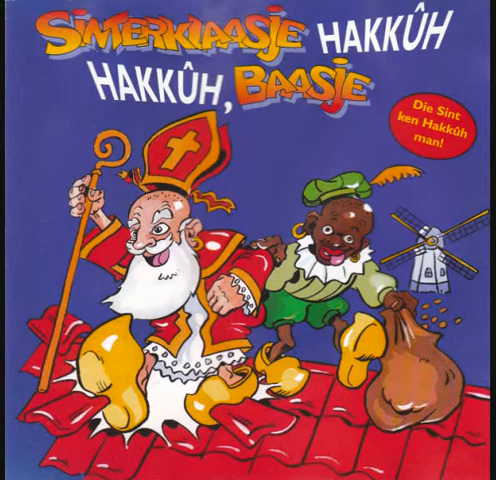 SINTERKLAASJE HAKKÛH
HAKKÛH, BAASJE
Die Sint
ken Hakkûh
man!